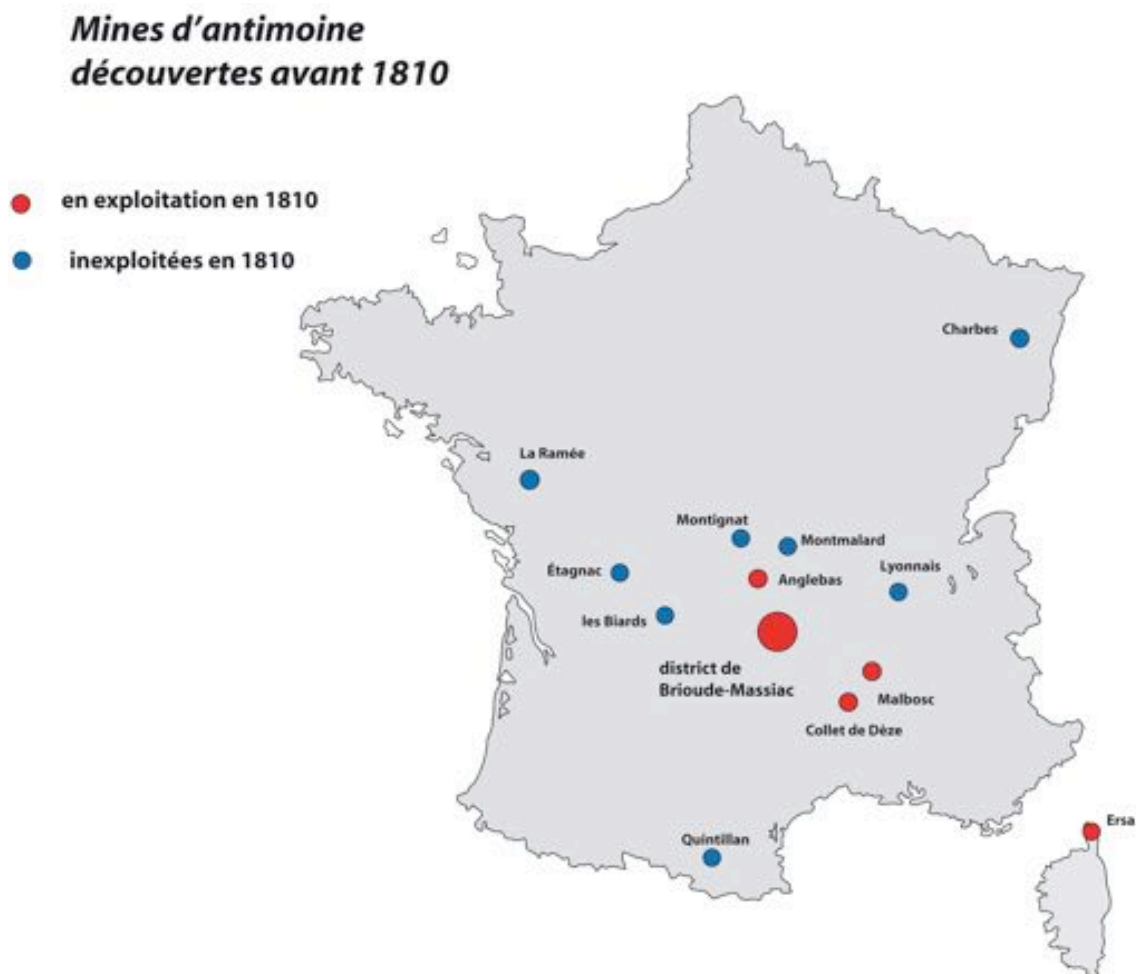 Mines d'antimoine
découvertes avant 1810
en exploitation en 1810
inexploitées en 1810
Charbes
La Ramée
Montignat
Montmalard
Étagnac
Anglebas
Lyonnais
les Biards
district de
Brioude-Massiac
Malbosc
Collet de Dèze
Ersa
Quintillan